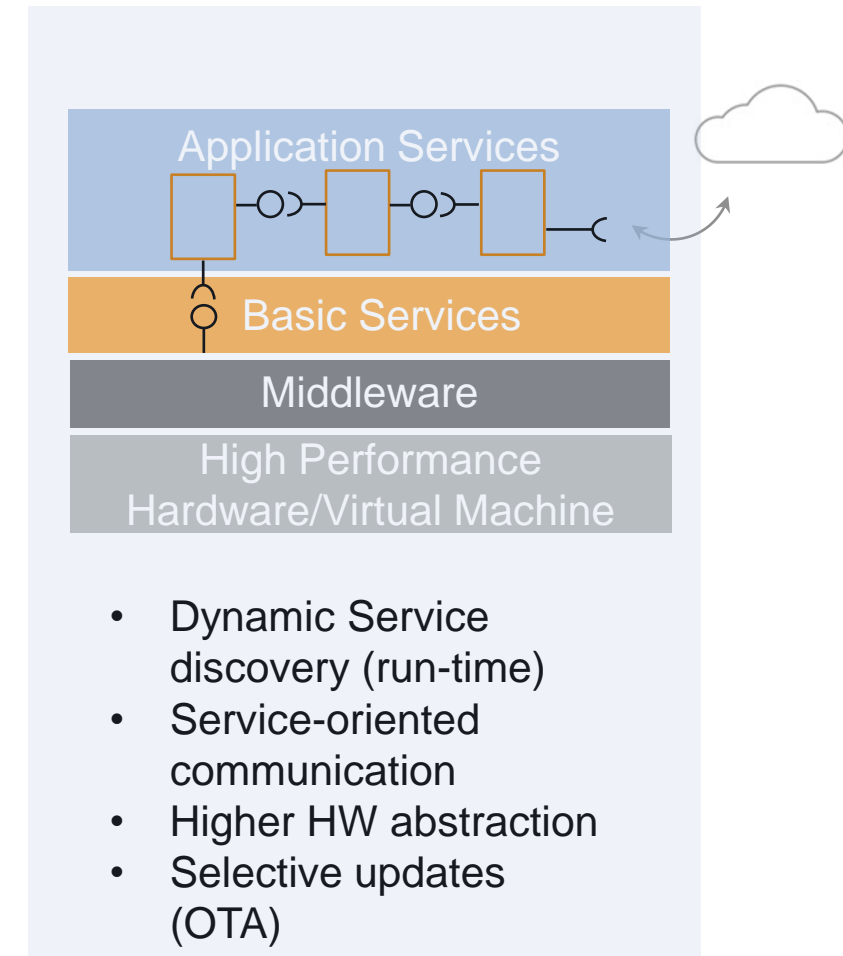 Application Services
Basic Services
Middleware
High Performance
Hardware/Virtual Machine
• Dynamic Service
discovery (run-time)
• Service-oriented
communication
• Higher HW abstraction
• Selective updates
(OTA)